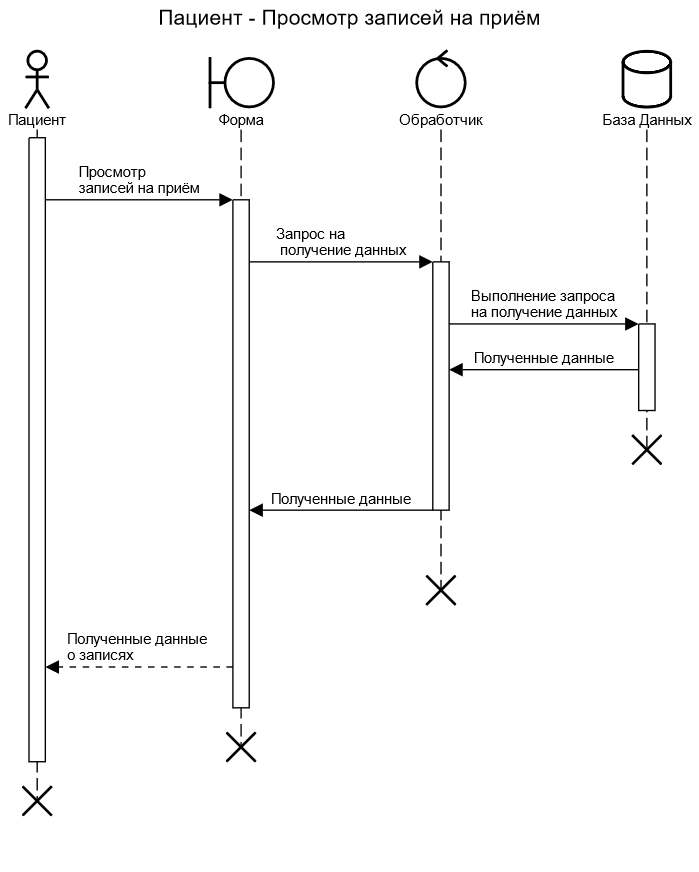 Пациент - Просмотр записей на приём
Пациент
Форма
Обработчик
База Данных
Просмотр
записей на приём
Запрос на
получение данных
Выполнение запроса
на получение данных
Полученные данные
Полученные данные
Полученные данные
о записях